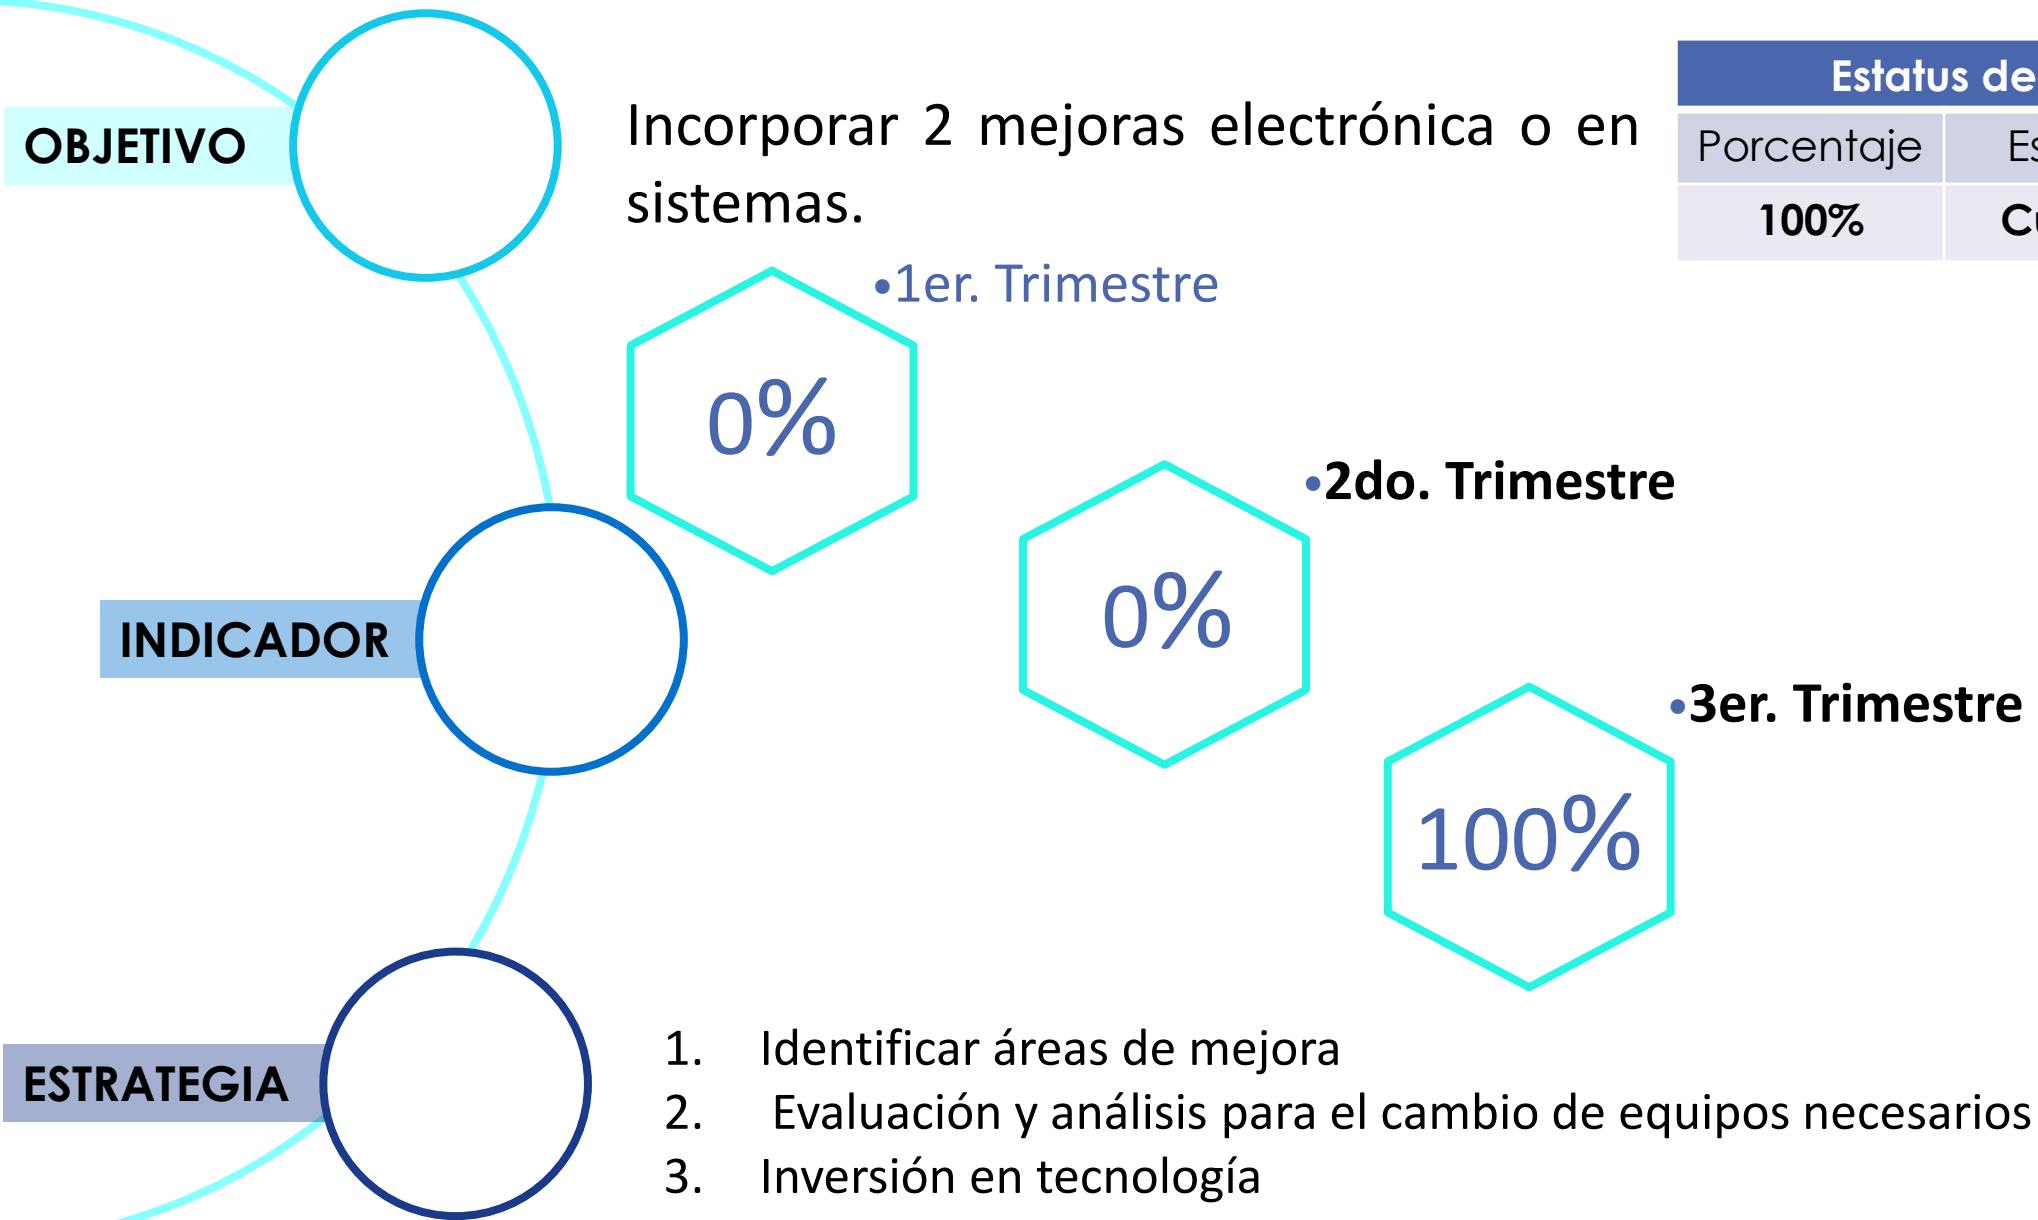 OBJETIVO
Incorporar 2 mejoras electrónica o en
sistemas.
Estatus de
Porcentaje
100%
•1er. Trimestre
0%
•2do. Trimestre
0%
INDICADOR
•3er. Trimestre
100%
ESTRATEGIA
1. Identificar áreas de mejora
2. Evaluación y análisis para el cambio de equipos necesarios
3. Inversión en tecnología